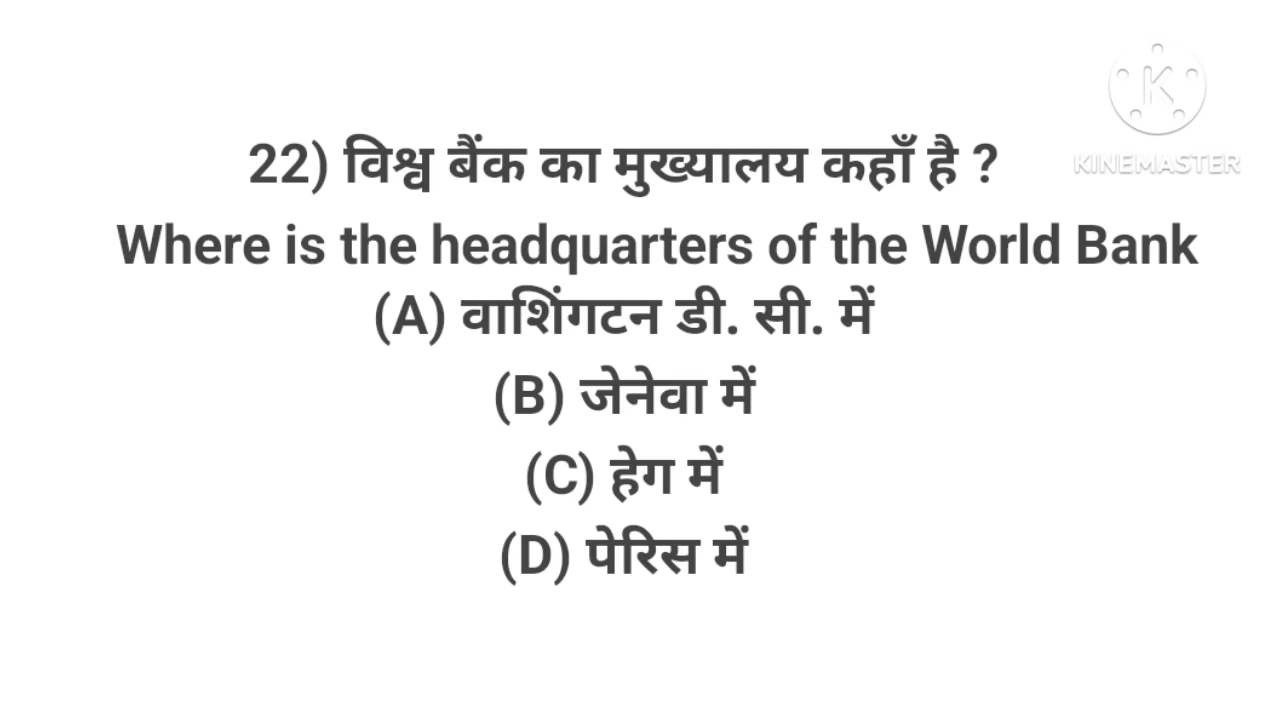 22) विश्व बैंक का मुख्यालय कहाँ है ?
KINEMASTER
Where is the headquarters of the World Bank
(A) वाशिंगटन डी. सी. में
(B) जेनेवा में
(C) हेग में
(D) पेरिस में